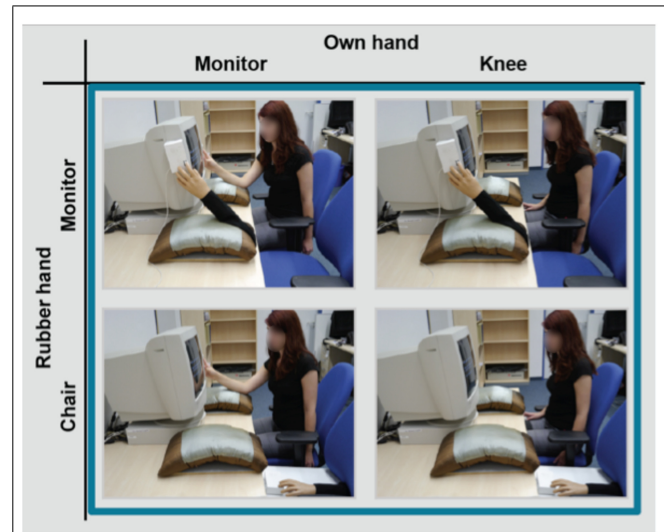 Own hand
Monitor Knee
Rubber hand
Monitor
Chair